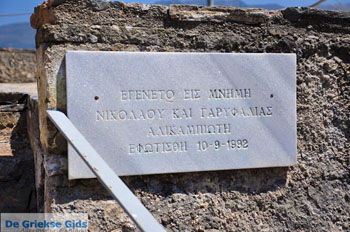 ΕΓΕΝΕΤΟ ΕΙΣ ΜΝΗΜΗ
ΝΙΚΟΛΑΟΥ ΚΑΙ ΓΑΡΥΦΑΛΙΑΣ
ΑΛΙΚΑΜΠΙΩΤΗ
ΕΦΩΤΙΣΘΗ 10-9-1992
De Griekse Gids